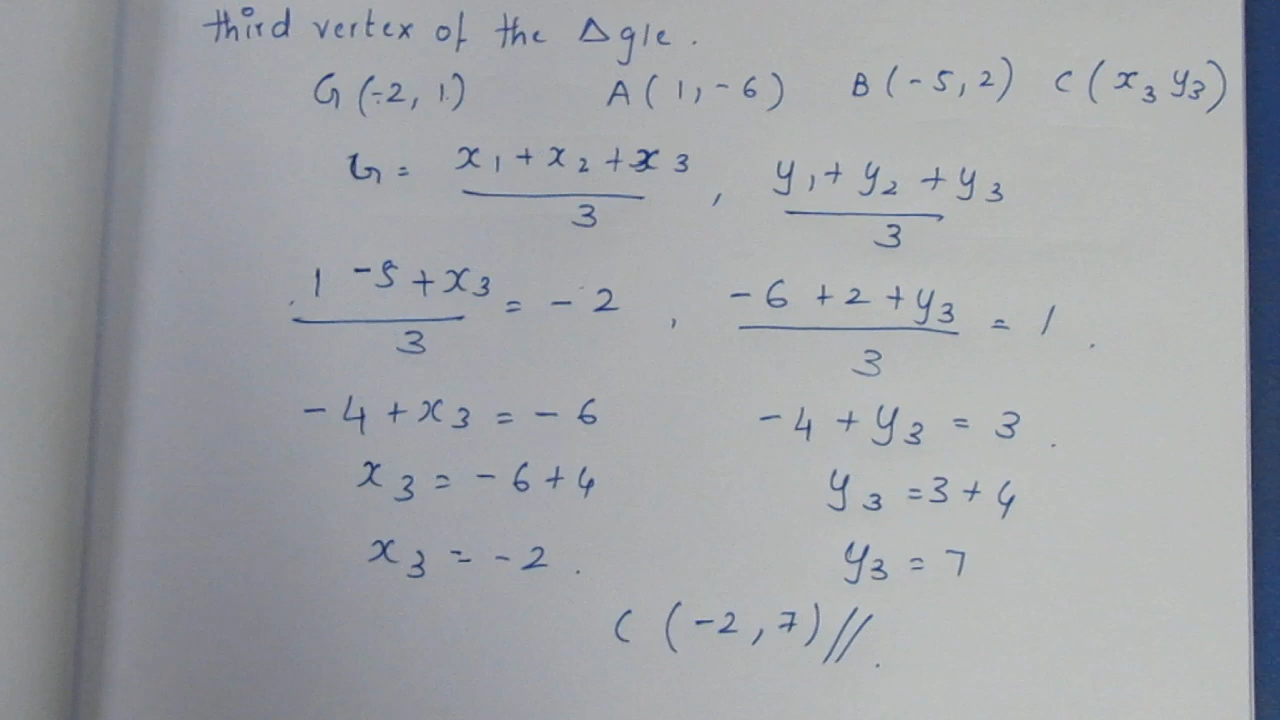 third vertex of the Δgle.
G (-2, 1) A (1, -6) B (-5, 2) C (x₃ y₃)
G = (x₁ + x₂ + x₃)/3 , (y₁ + y₂ + y₃)/3
(1 -5 + x₃)/3 = -2 , (-6 + 2 + y₃)/3 = 1 .
-4 + x₃ = -6 -4 + y₃ = 3 .
x₃ = -6 + 4 y₃ = 3 + 4
x₃ = -2 . y₃ = 7
C (-2, 7) // .